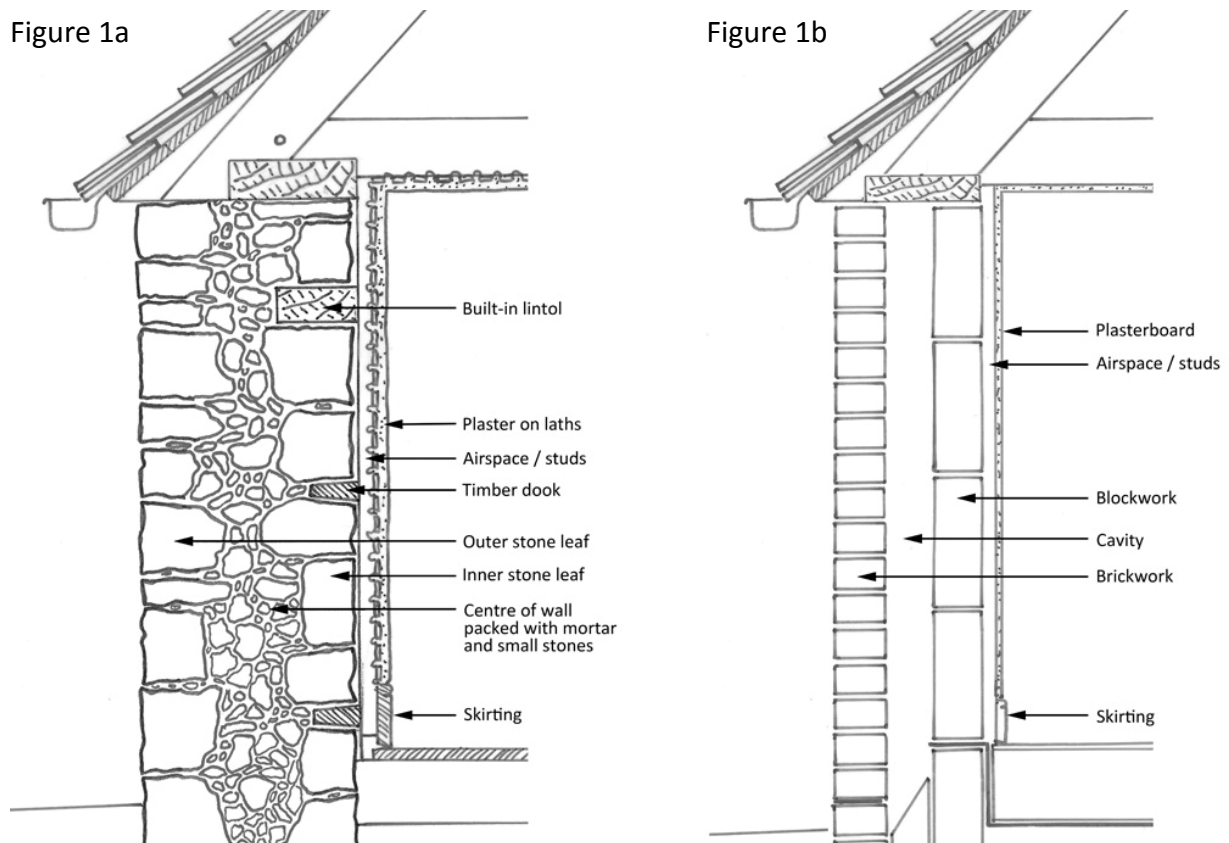 Figure 1a
Built-in lintol
Plaster on laths
Airspace / studs
Timber dook
Outer stone leaf
Inner stone leaf
Centre of wall
packed with mortar
and small stones
Skirting
Figure 1b
Plasterboard
Airspace / studs
Blockwork
Cavity
Brickwork
Skirting